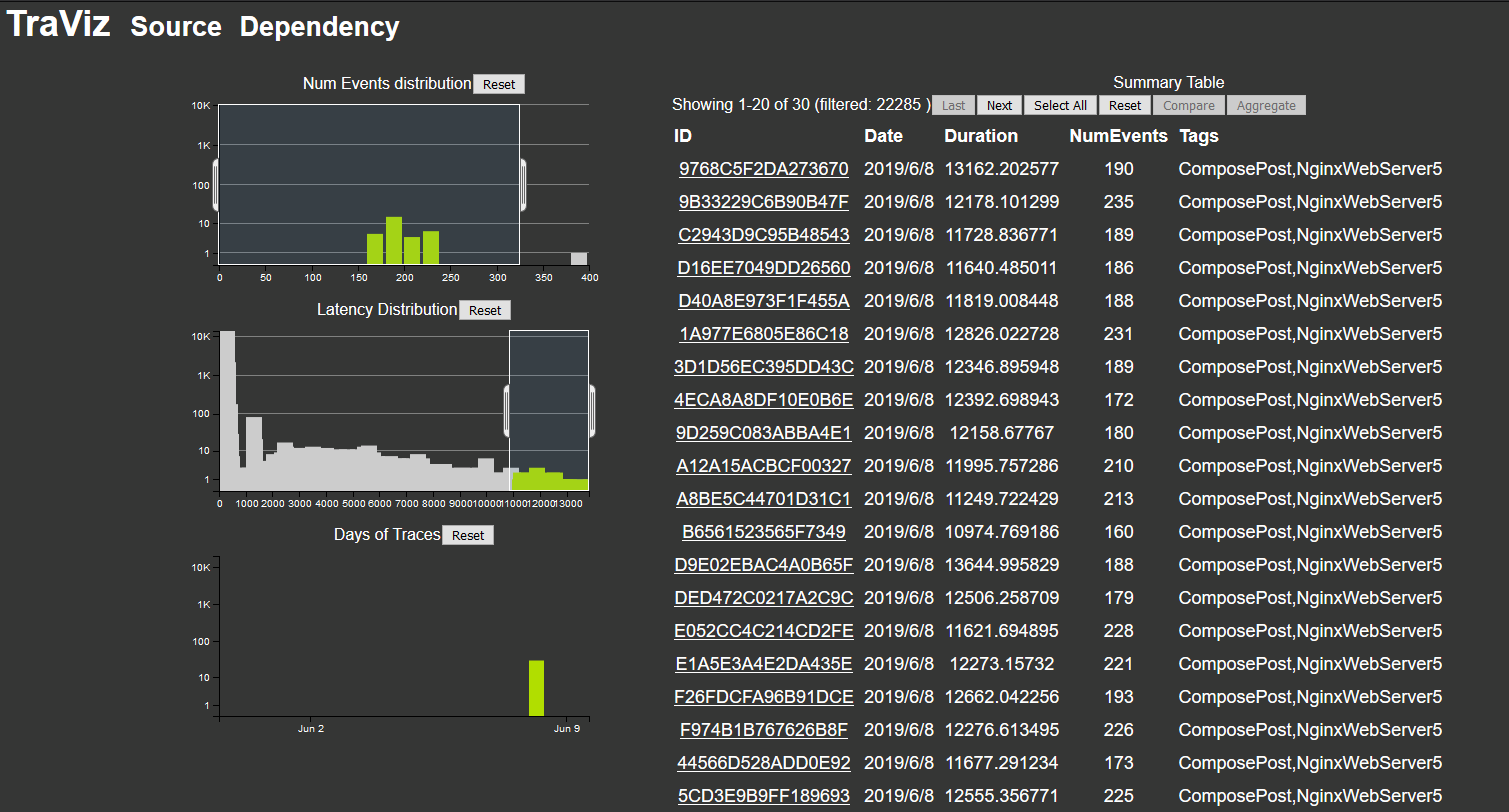 TraViz Source Dependency
Num Events distribution Reset
10K
1K
100
10
1
0 50 100 150 200 250 300 350 400
Latency Distribution Reset
10K
1K
100
10
1
0 1000 2000 3000 4000 5000 6000 7000 8000 9000 10000 11000 12000 13000
Days of Traces Reset
10K
1K
100
10
1
Jun 2 Jun 9
Summary Table
Showing 1-20 of 30 (filtered: 22285 ) Last Next Select All Reset Compare Aggregate
ID Date Duration NumEvents Tags
9768C5F2DA273670 2019/6/8 13162.202577 190 ComposePost,NginxWebServer5
9B33229C6B90B47F 2019/6/8 12178.101299 235 ComposePost,NginxWebServer5
C2943D9C95B48543 2019/6/8 11728.836771 189 ComposePost,NginxWebServer5
D16EE7049DD26560 2019/6/8 11640.485011 186 ComposePost,NginxWebServer5
D40A8E973F1F455A 2019/6/8 11819.008448 188 ComposePost,NginxWebServer5
1A977E6805E86C18 2019/6/8 12826.022728 231 ComposePost,NginxWebServer5
3D1D56EC395DD43C 2019/6/8 12346.895948 189 ComposePost,NginxWebServer5
4ECA8A8DF10E0B6E 2019/6/8 12392.698943 172 ComposePost,NginxWebServer5
9D259C083ABBA4E1 2019/6/8 12158.67767 180 ComposePost,NginxWebServer5
A12A15ACBCF00327 2019/6/8 11995.757286 210 ComposePost,NginxWebServer5
A8BE5C44701D31C1 2019/6/8 11249.722429 213 ComposePost,NginxWebServer5
B6561523565F7349 2019/6/8 10974.769186 160 ComposePost,NginxWebServer5
D9E02EBAC4A0B65F 2019/6/8 13644.995829 188 ComposePost,NginxWebServer5
DED472C0217A2C9C 2019/6/8 12506.258709 179 ComposePost,NginxWebServer5
E052CC4C214CD2FE 2019/6/8 11621.694895 228 ComposePost,NginxWebServer5
E1A5E3A4E2DA435E 2019/6/8 12273.15732 221 ComposePost,NginxWebServer5
F26FDCFA96B91DCE 2019/6/8 12662.042256 193 ComposePost,NginxWebServer5
F974B1B767626B8F 2019/6/8 12276.613495 226 ComposePost,NginxWebServer5
44566D528ADD0E92 2019/6/8 11677.291234 173 ComposePost,NginxWebServer5
5CD3E9B9FF189693 2019/6/8 12555.356771 225 ComposePost,NginxWebServer5